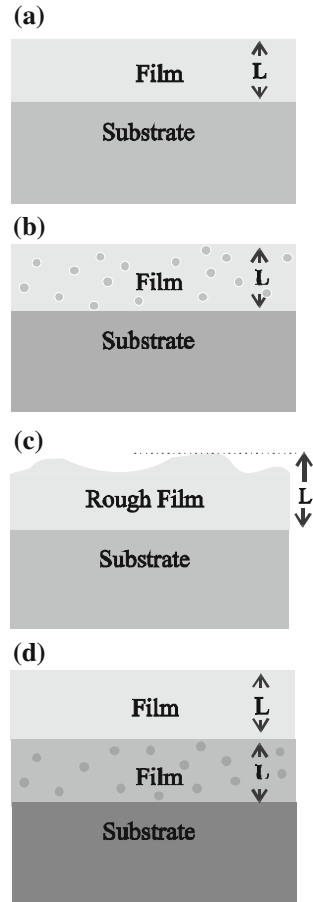 (a)
Film L
Substrate
(b)
Film L
Substrate
(c)
Rough Film L
Substrate
(d)
Film L
Film L
Substrate